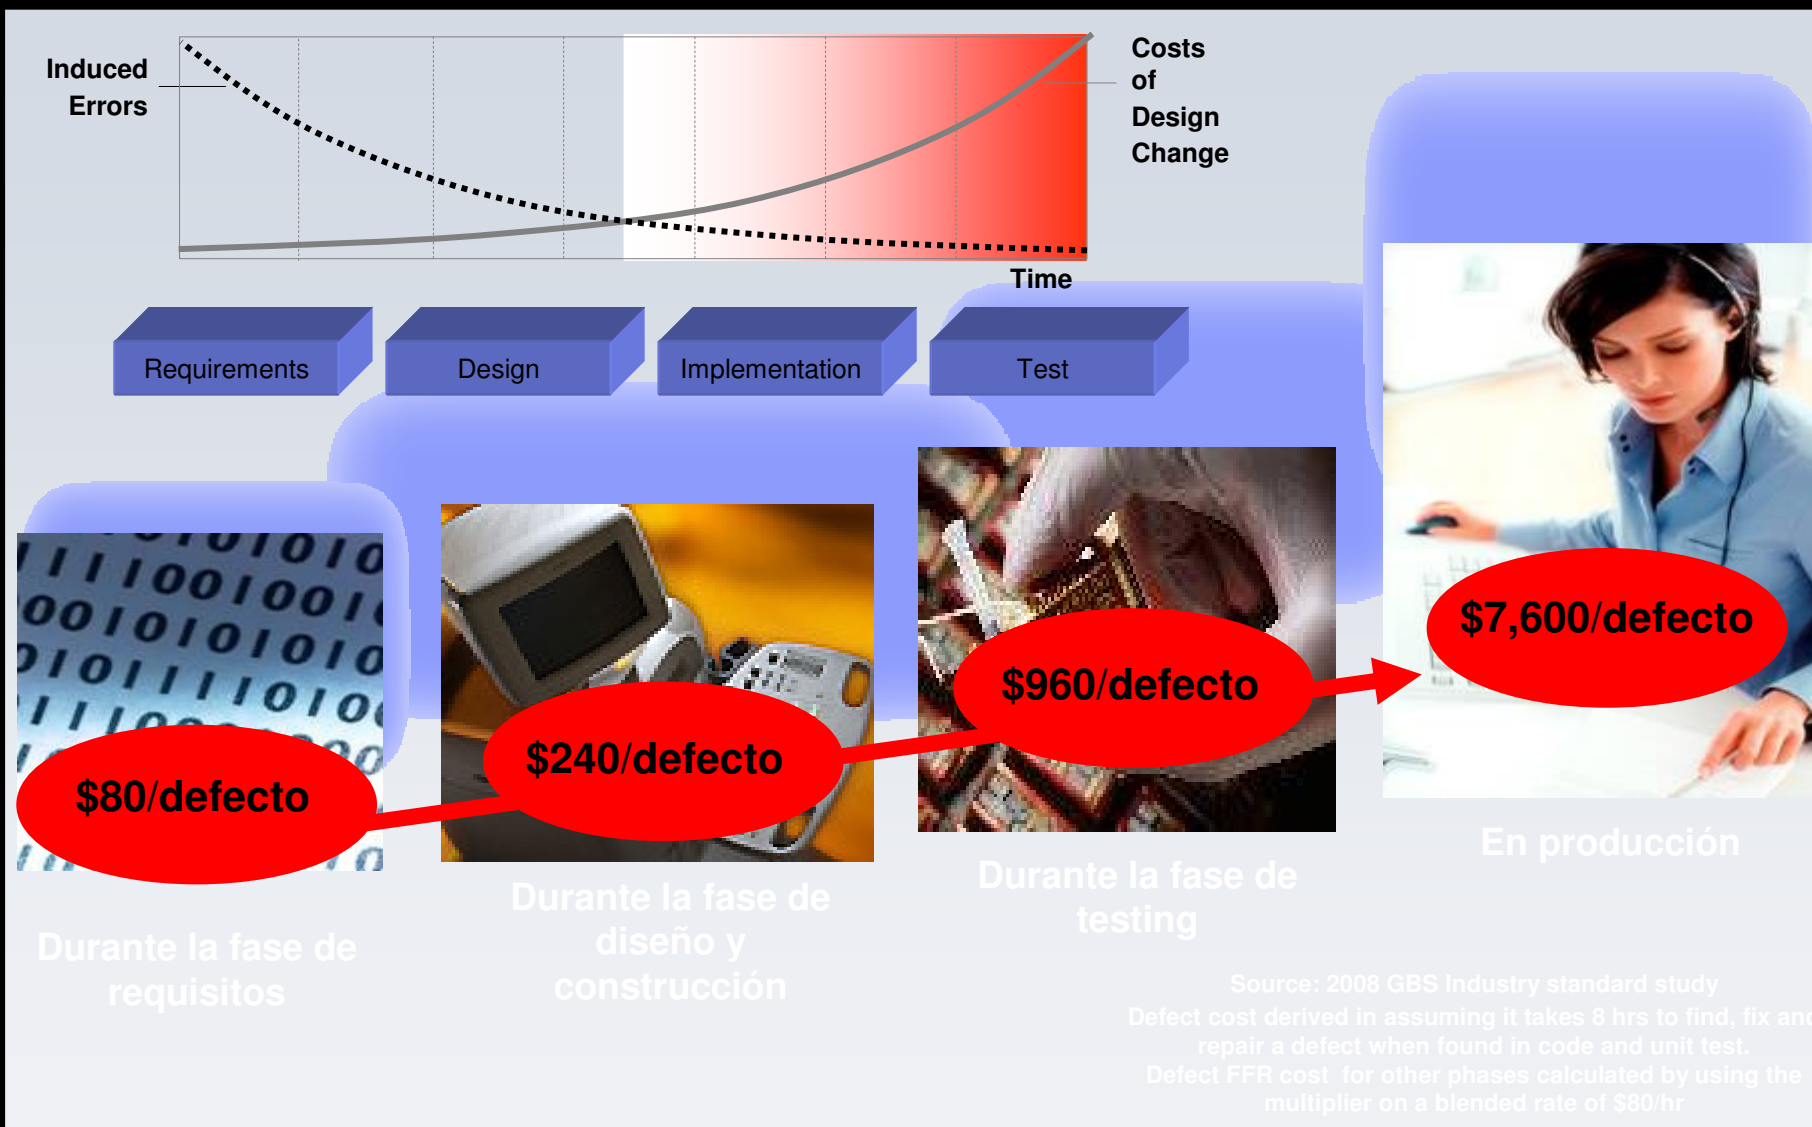 Induced
Errors
Costs
of
Design
Change
Time
Requirements
Design
Implementation
Test
$80/defecto
$240/defecto
$960/defecto
$7,600/defecto
Durante la fase de
requisitos
Durante la fase de
diseño y
construcción
Durante la fase de
testing
En producción
Source: 2008 GBS Industry standard study
Defect cost derived in assuming it takes 8 hrs to find, fix and
repair a defect when found in code and unit test.
Defect FFR cost for other phases calculated by using the
multiplier on a blended rate of $80/hr